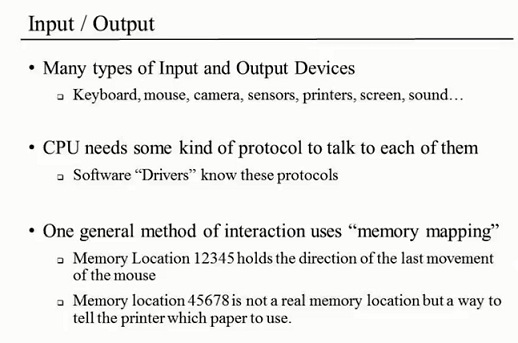 Input / Output
• Many types of Input and Output Devices
❑ Keyboard, mouse, camera, sensors, printers, screen, sound…
• CPU needs some kind of protocol to talk to each of them
❑ Software “Drivers” know these protocols
• One general method of interaction uses “memory mapping”
❑ Memory Location 12345 holds the direction of the last movement
of the mouse
❑ Memory location 45678 is not a real memory location but a way to
tell the printer which paper to use.